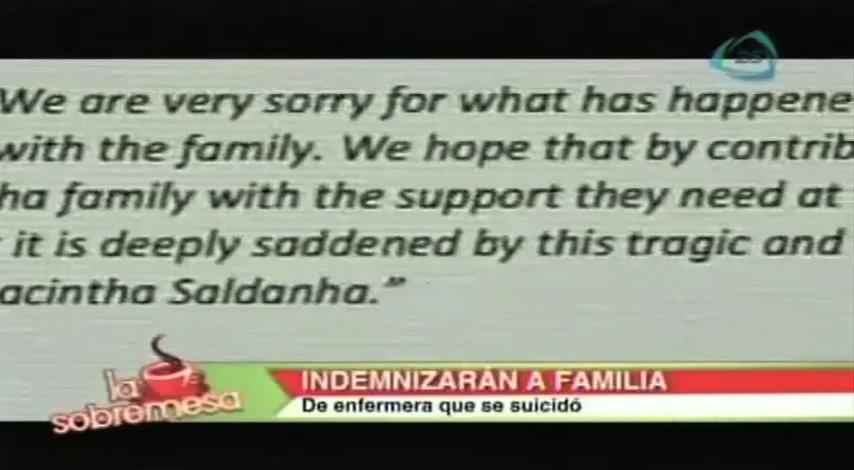 We are very sorry for what has happene
with the family. We hope that by contrib
ha family with the support they need at
it is deeply saddened by this tragic and
acintha Saldanha.”
la
sobremesa
INDEMNIZARÁN A FAMILIA
De enfermera que se suicidó